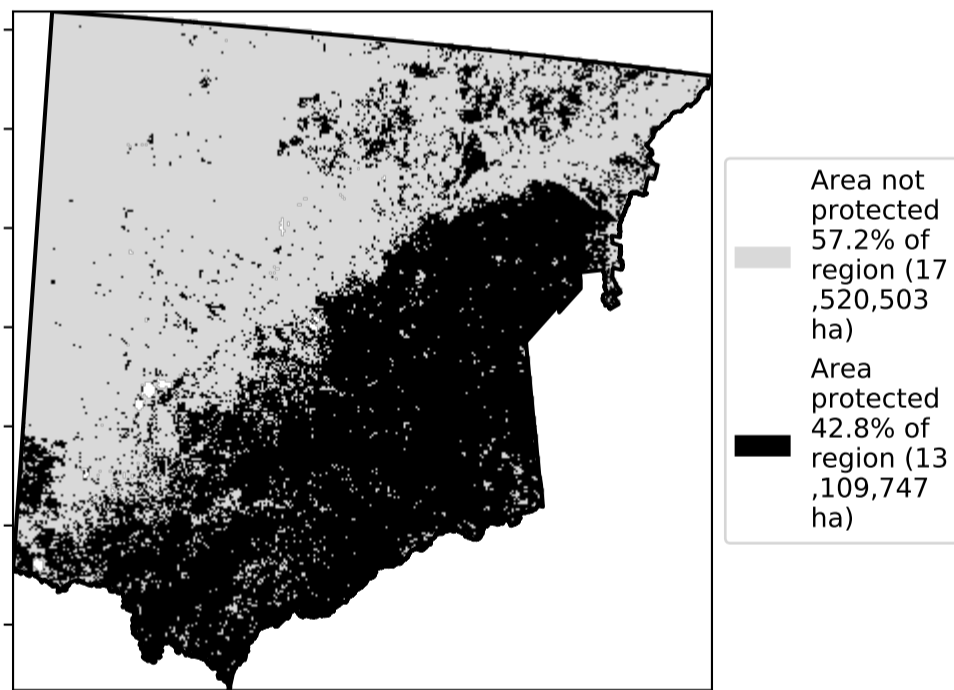 Area not
protected
57.2% of
region (17
,520,503
ha)
Area
protected
42.8% of
region (13
,109,747
ha)